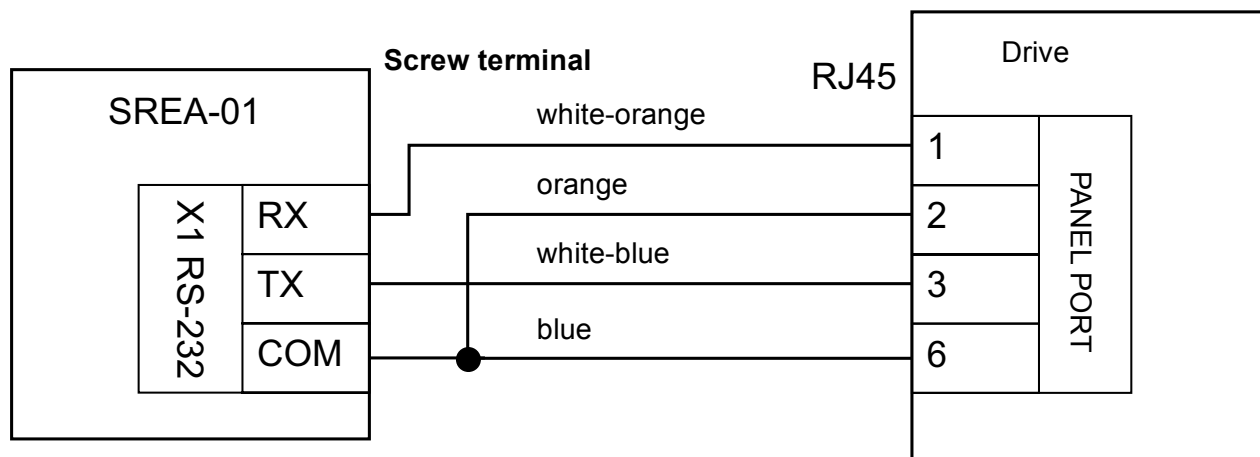 Screw terminal
SREA-01
X1 RS-232
RX
TX
COM
white-orange
orange
white-blue
blue
RJ45
Drive
1
2
3
6
PANEL PORT